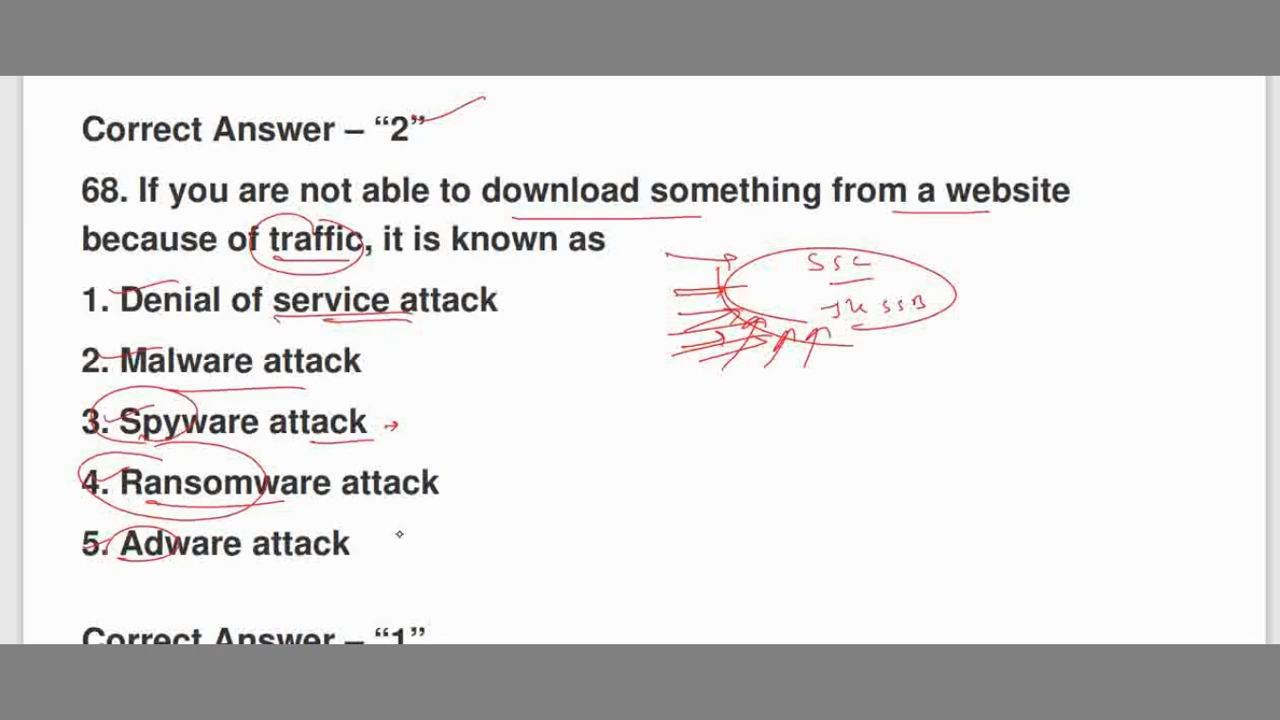 Correct Answer – “2”
68. If you are not able to download something from a website
because of traffic, it is known as
SSC
1. Denial of service attack
JKSSB
2. Malware attack
3. Spyware attack
4. Ransomware attack
5. Adware attack
Correct Answer – “1”